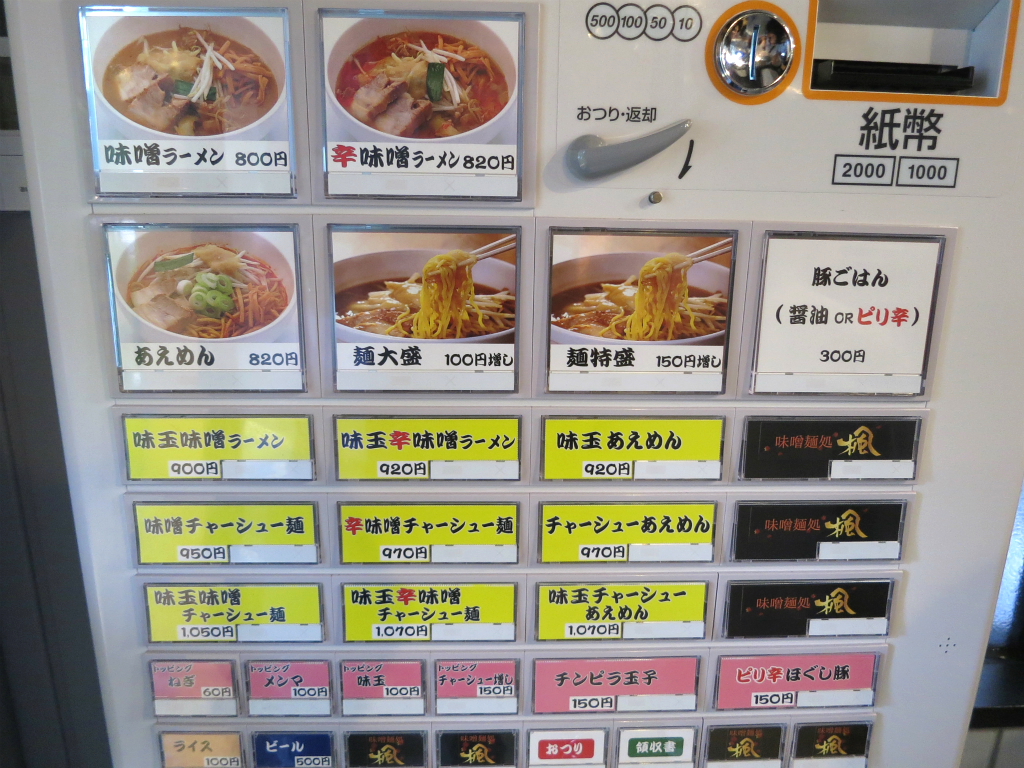 500 100 50 10
おつり・返却
紙幣
2000 1000
味噌ラーメン 800円
辛味噌ラーメン 820円
あえめん 820円
麺大盛 100円増し
麺特盛 150円増し
豚ごはん
(醤油 OR ピリ辛)
300円
味玉味噌ラーメン
900円
味玉辛味噌ラーメン
920円
味玉あえめん
920円
味噌麺処 楓
味噌チャーシュー麺
950円
辛味噌チャーシュー麺
970円
チャーシューあえめん
970円
味噌麺処 楓
味玉味噌
チャーシュー麺
1,050円
味玉辛味噌
チャーシュー麺
1,070円
味玉チャーシュー
あえめん
1,070円
味噌麺処 楓
トッピング
ねぎ
60円
トッピング
メンマ
100円
トッピング
味玉
100円
トッピング
チャーシュー増し
150円
チンピラ玉子
150円
ピリ辛ほぐし豚
150円
ライス
100円
ビール
500円
味噌麺処 楓
味噌麺処 楓
おつり
領収書
味噌麺処 楓
味噌麺処 楓